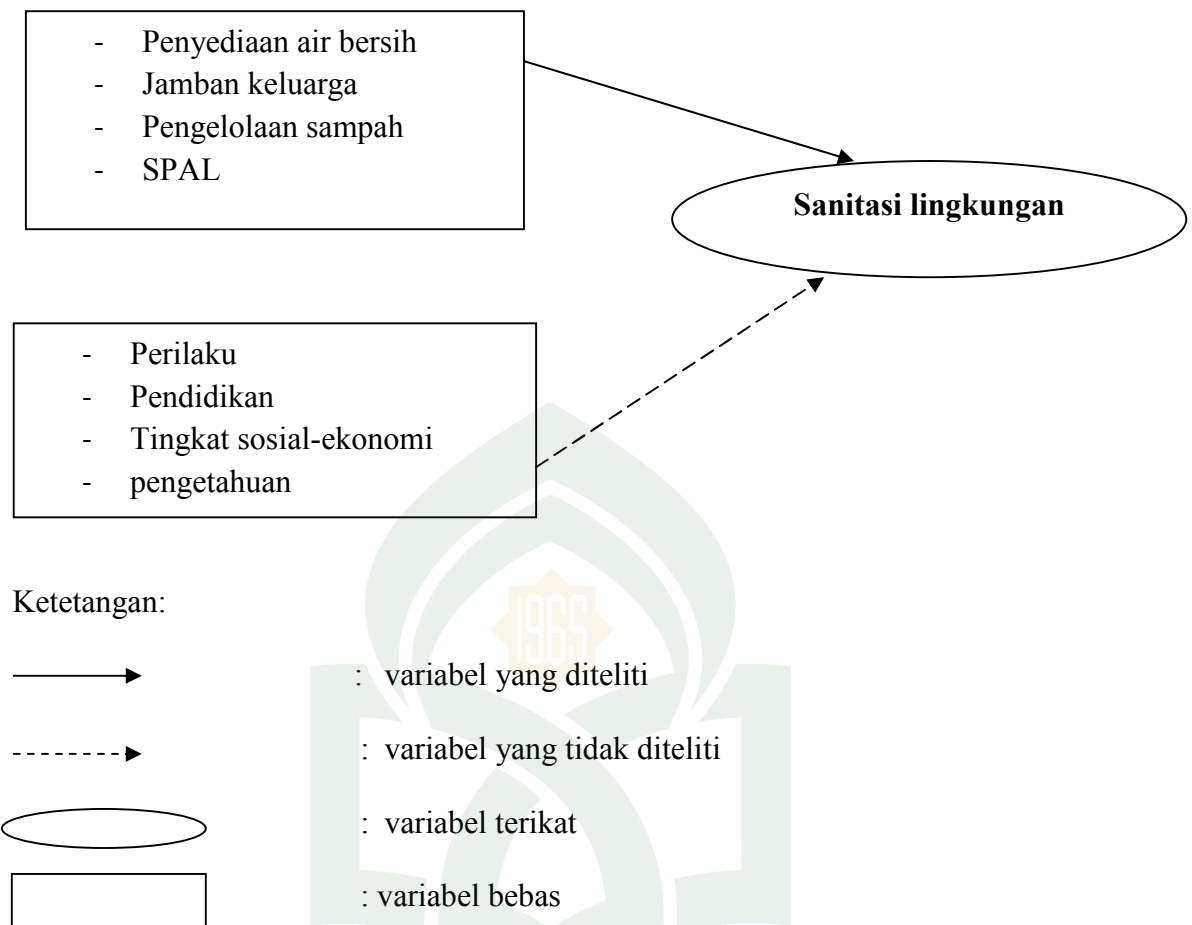 - Penyediaan air bersih
- Jamban keluarga
- Pengelolaan sampah
- SPAL
Sanitasi lingkungan
- Perilaku
- Pendidikan
- Tingkat sosial-ekonomi
- pengetahuan
1965
Ketetangan:
: variabel yang diteliti
: variabel yang tidak diteliti
: variabel terikat
: variabel bebas